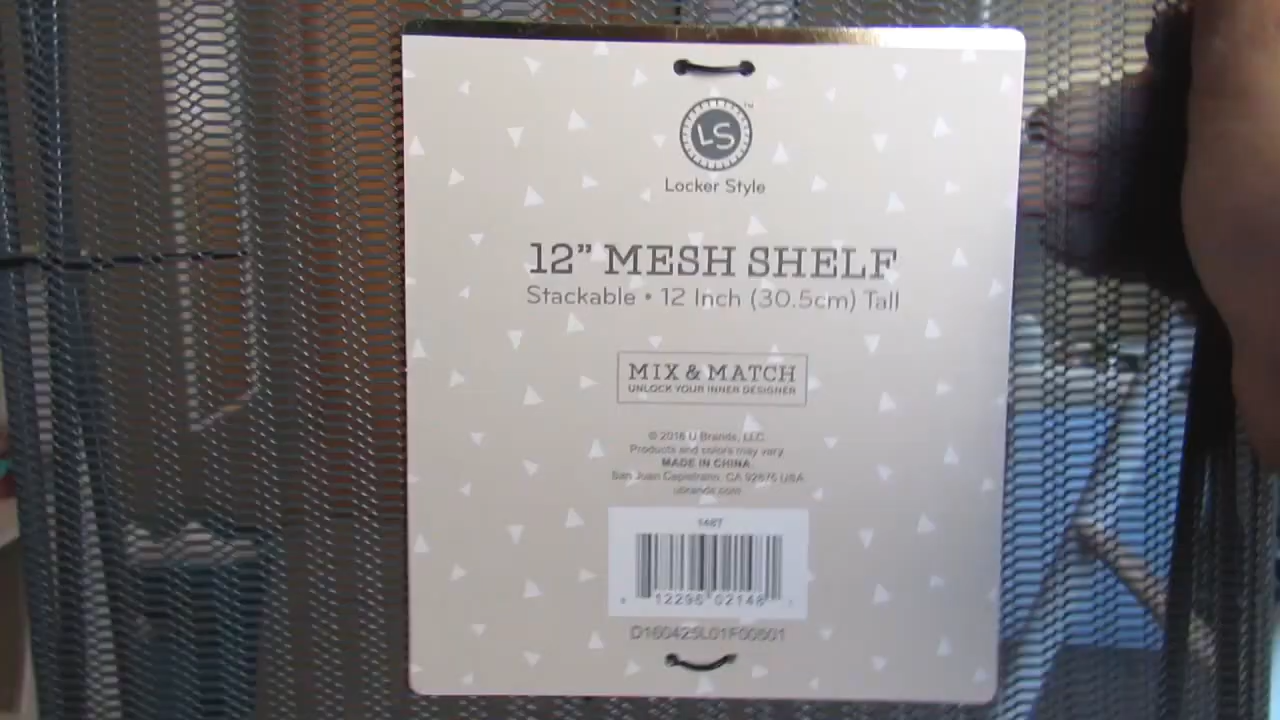 LS
™
Locker Style
12” MESH SHELF
Stackable • 12 Inch (30.5cm) Tall
MIX & MATCH
UNLOCK YOUR INNER DESIGNER
© 2016 U Brands, LLC
Products and colors may vary
MADE IN CHINA.
San Juan Capistrano, CA 92675 USA
ubrands.com
1487
12296 02148